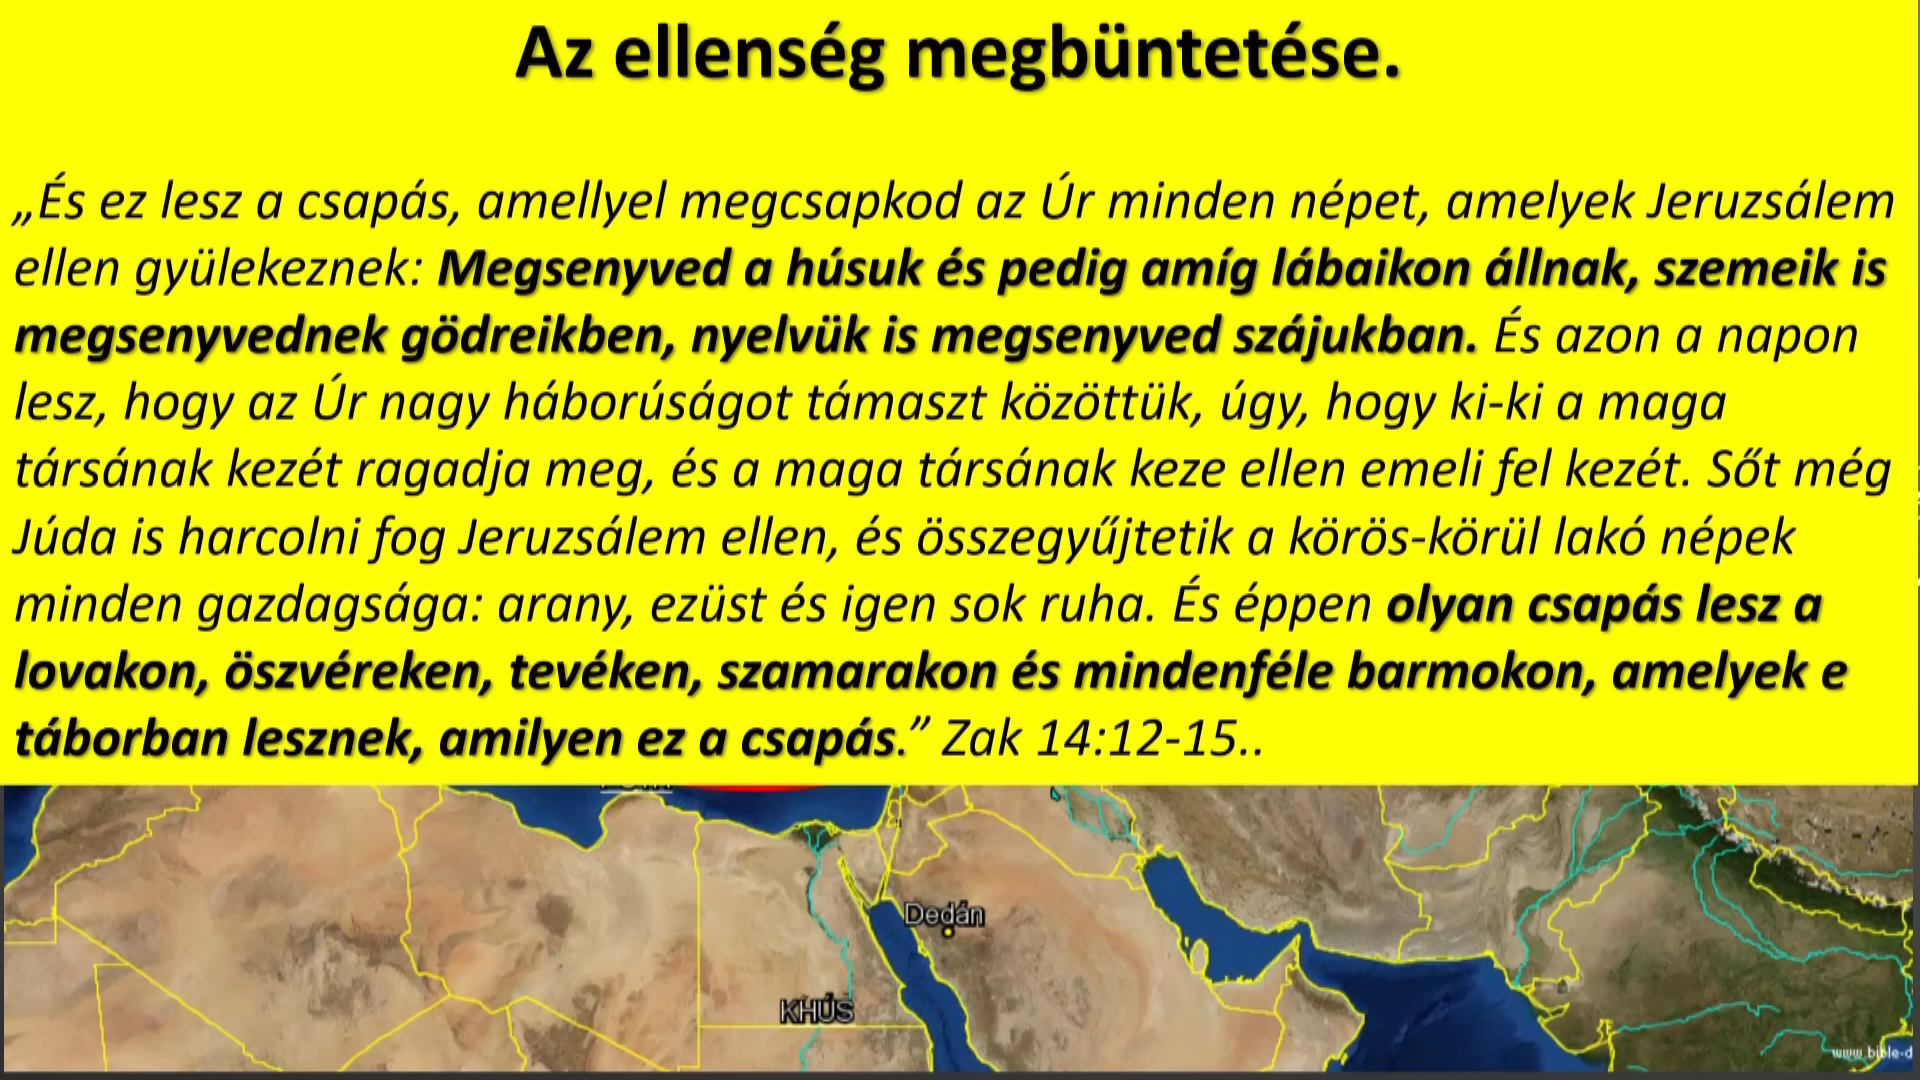 Az ellenség megbüntetése.
„És ez lesz a csapás, amellyel megcsapkod az Úr minden népet, amelyek Jeruzsálem
ellen gyülekeznek: Megsenyved a húsuk és pedig amíg lábaikon állnak, szemeik is
megsenyvednek gödreikben, nyelvük is megsenyved szájukban. És azon a napon
lesz, hogy az Úr nagy háborúságot támaszt közöttük, úgy, hogy ki-ki a maga
társának kezét ragadja meg, és a maga társának keze ellen emeli fel kezét. Sőt még
Júda is harcolni fog Jeruzsálem ellen, és összegyűjtetik a körös-körül lakó népek
minden gazdagsága: arany, ezüst és igen sok ruha. És éppen olyan csapás lesz a
lovakon, öszvéreken, tevéken, szamarakon és mindenféle barmokon, amelyek e
táborban lesznek, amilyen ez a csapás.” Zak 14:12-15..
Dedán
KHÚS
www.bible-d